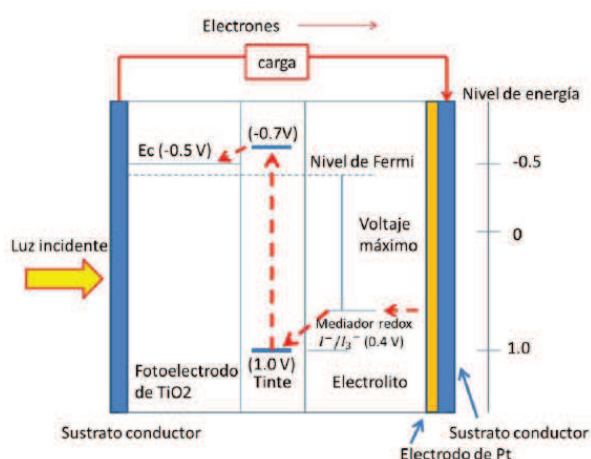 Electrones
carga
Nivel de energía
(-0.7V)
Ec (-0.5 V)
Nivel de Fermi
-0.5
Luz incidente
Voltaje
máximo
0
Mediador redox
I⁻/I₃⁻ (0.4 V)
1.0
(1.0 V)
Tinte
Fotoelectrodo
de TiO2
Electrolito
Sustrato conductor
Sustrato conductor
Electrodo de Pt